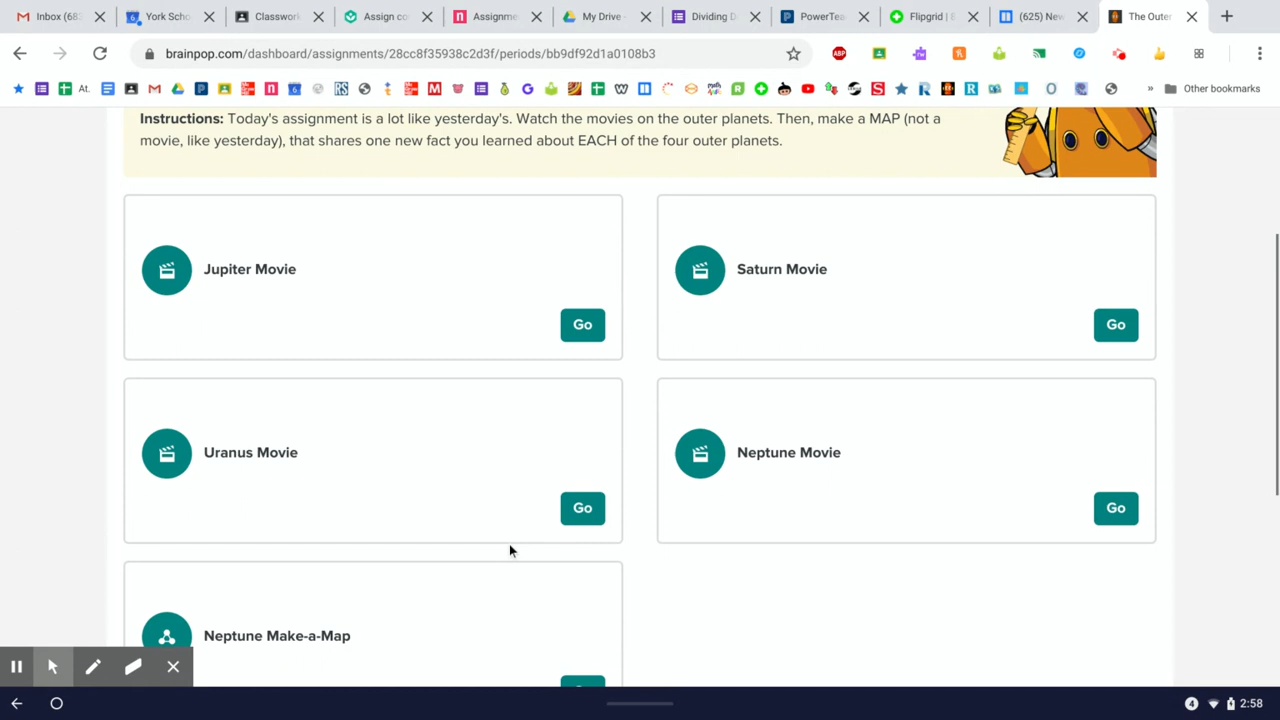 Inbox (68
York Scho
Classwork
Assign co
Assignme
My Drive -
Dividing D
PowerTea
Flipgrid | 8
(625) New
The Outer
brainpop.com/dashboard/assignments/28cc8f35938c2d3f/periods/bb9df92d1a0108b3
At.
Other bookmarks
Instructions: Today's assignment is a lot like yesterday's. Watch the movies on the outer planets. Then, make a MAP (not a
movie, like yesterday), that shares one new fact you learned about EACH of the four outer planets.
Jupiter Movie
Go
Saturn Movie
Go
Uranus Movie
Go
Neptune Movie
Go
Neptune Make-a-Map
4
2:58